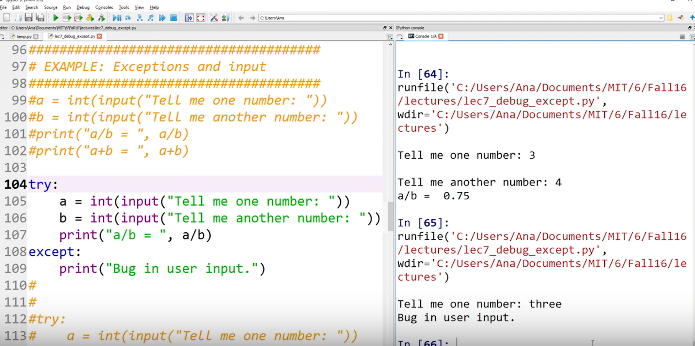 File Edit Search Source Run Debug Consoles Tools View Help
C:\Users\Ana
Editor - C:\Users\Ana\Documents\MIT\6\Fall16\lectures\lec7_debug_except.py
IPython console
temp.py
lec7_debug_except.py
Console 1/A
96 ######################################
97 # EXAMPLE: Exceptions and input
98 ######################################
99 #a = int(input("Tell me one number: "))
100 #b = int(input("Tell me another number: "))
101 #print("a/b = ", a/b)
102 #print("a+b = ", a+b)
103
104 try:
105     a = int(input("Tell me one number: "))
106     b = int(input("Tell me another number: "))
107     print("a/b = ", a/b)
108 except:
109     print("Bug in user input.")
110 #
111 #
112 #try:
113 #    a = int(input("Tell me one number: "))
In [64]:
runfile('C:/Users/Ana/Documents/MIT/6/Fall16
/lectures/lec7_debug_except.py',
wdir='C:/Users/Ana/Documents/MIT/6/Fall16/le
ctures')
Tell me one number: 3
Tell me another number: 4
a/b =  0.75
In [65]:
runfile('C:/Users/Ana/Documents/MIT/6/Fall16
/lectures/lec7_debug_except.py',
wdir='C:/Users/Ana/Documents/MIT/6/Fall16/le
ctures')
Tell me one number: three
Bug in user input.
In [66]: